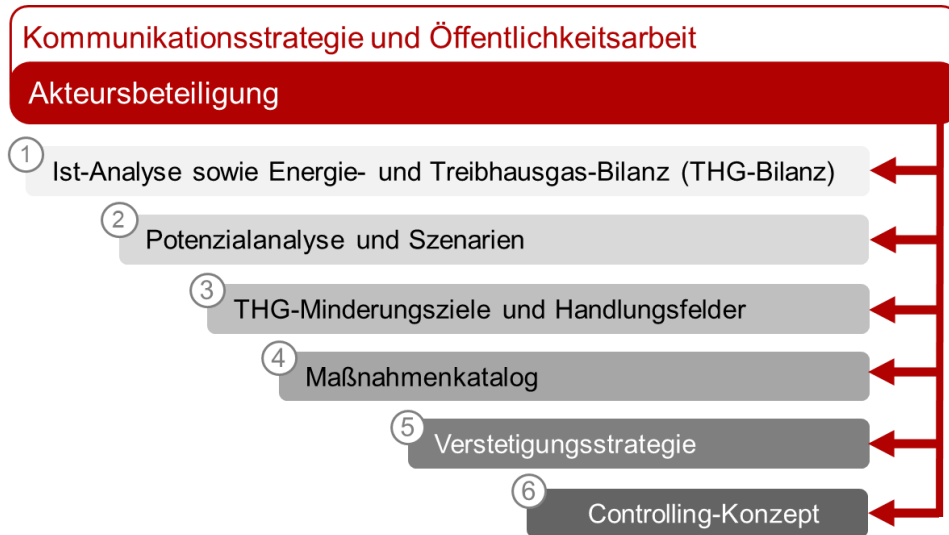 Kommunikationsstrategie und Öffentlichkeitsarbeit
Akteursbeteiligung
1
Ist-Analyse sowie Energie- und Treibhausgas-Bilanz (THG-Bilanz)
2
Potenzialanalyse und Szenarien
3
THG-Minderungsziele und Handlungsfelder
4
Maßnahmenkatalog
5
Verstetigungsstrategie
6
Controlling-Konzept